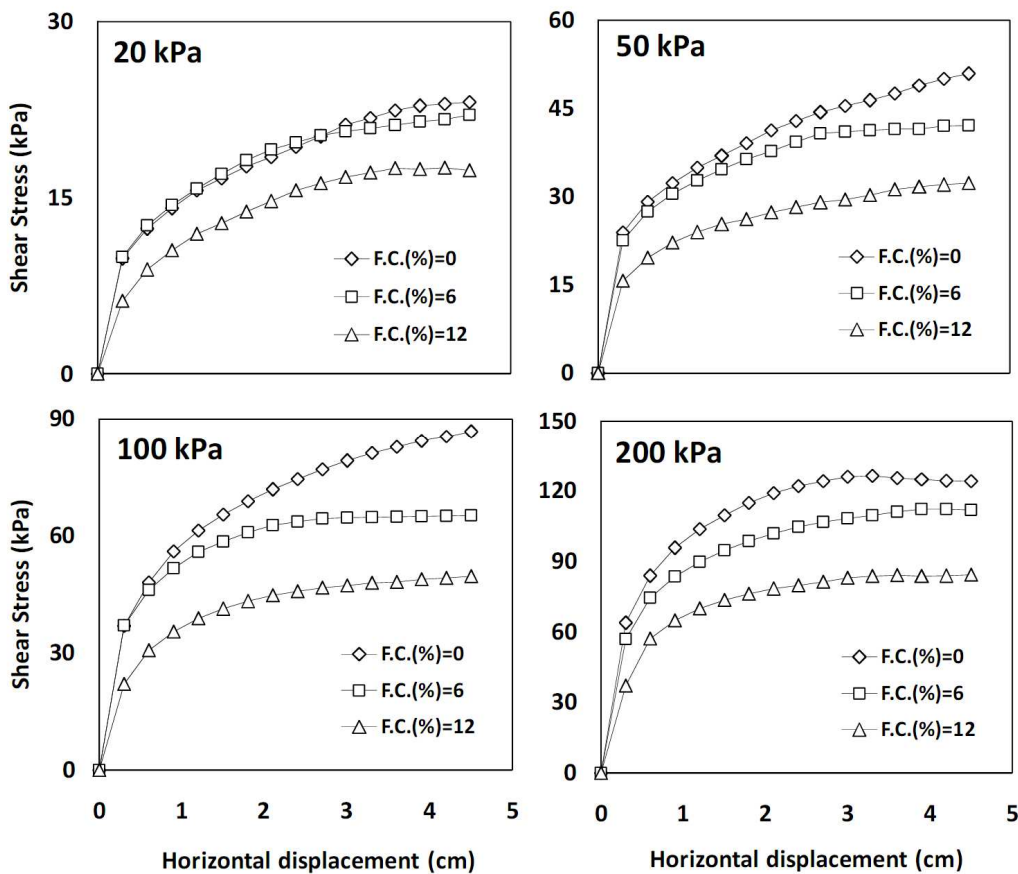 30
20 kPa
15
0
Shear Stress (kPa)
F.C.(%)=0
F.C.(%)=6
F.C.(%)=12
60
50 kPa
45
30
15
0
F.C.(%)=0
F.C.(%)=6
F.C.(%)=12
90
100 kPa
60
30
0
Shear Stress (kPa)
F.C.(%)=0
F.C.(%)=6
F.C.(%)=12
0 1 2 3 4 5
Horizontal displacement (cm)
150
200 kPa
120
90
60
30
0
F.C.(%)=0
F.C.(%)=6
F.C.(%)=12
0 1 2 3 4 5
Horizontal displacement (cm)